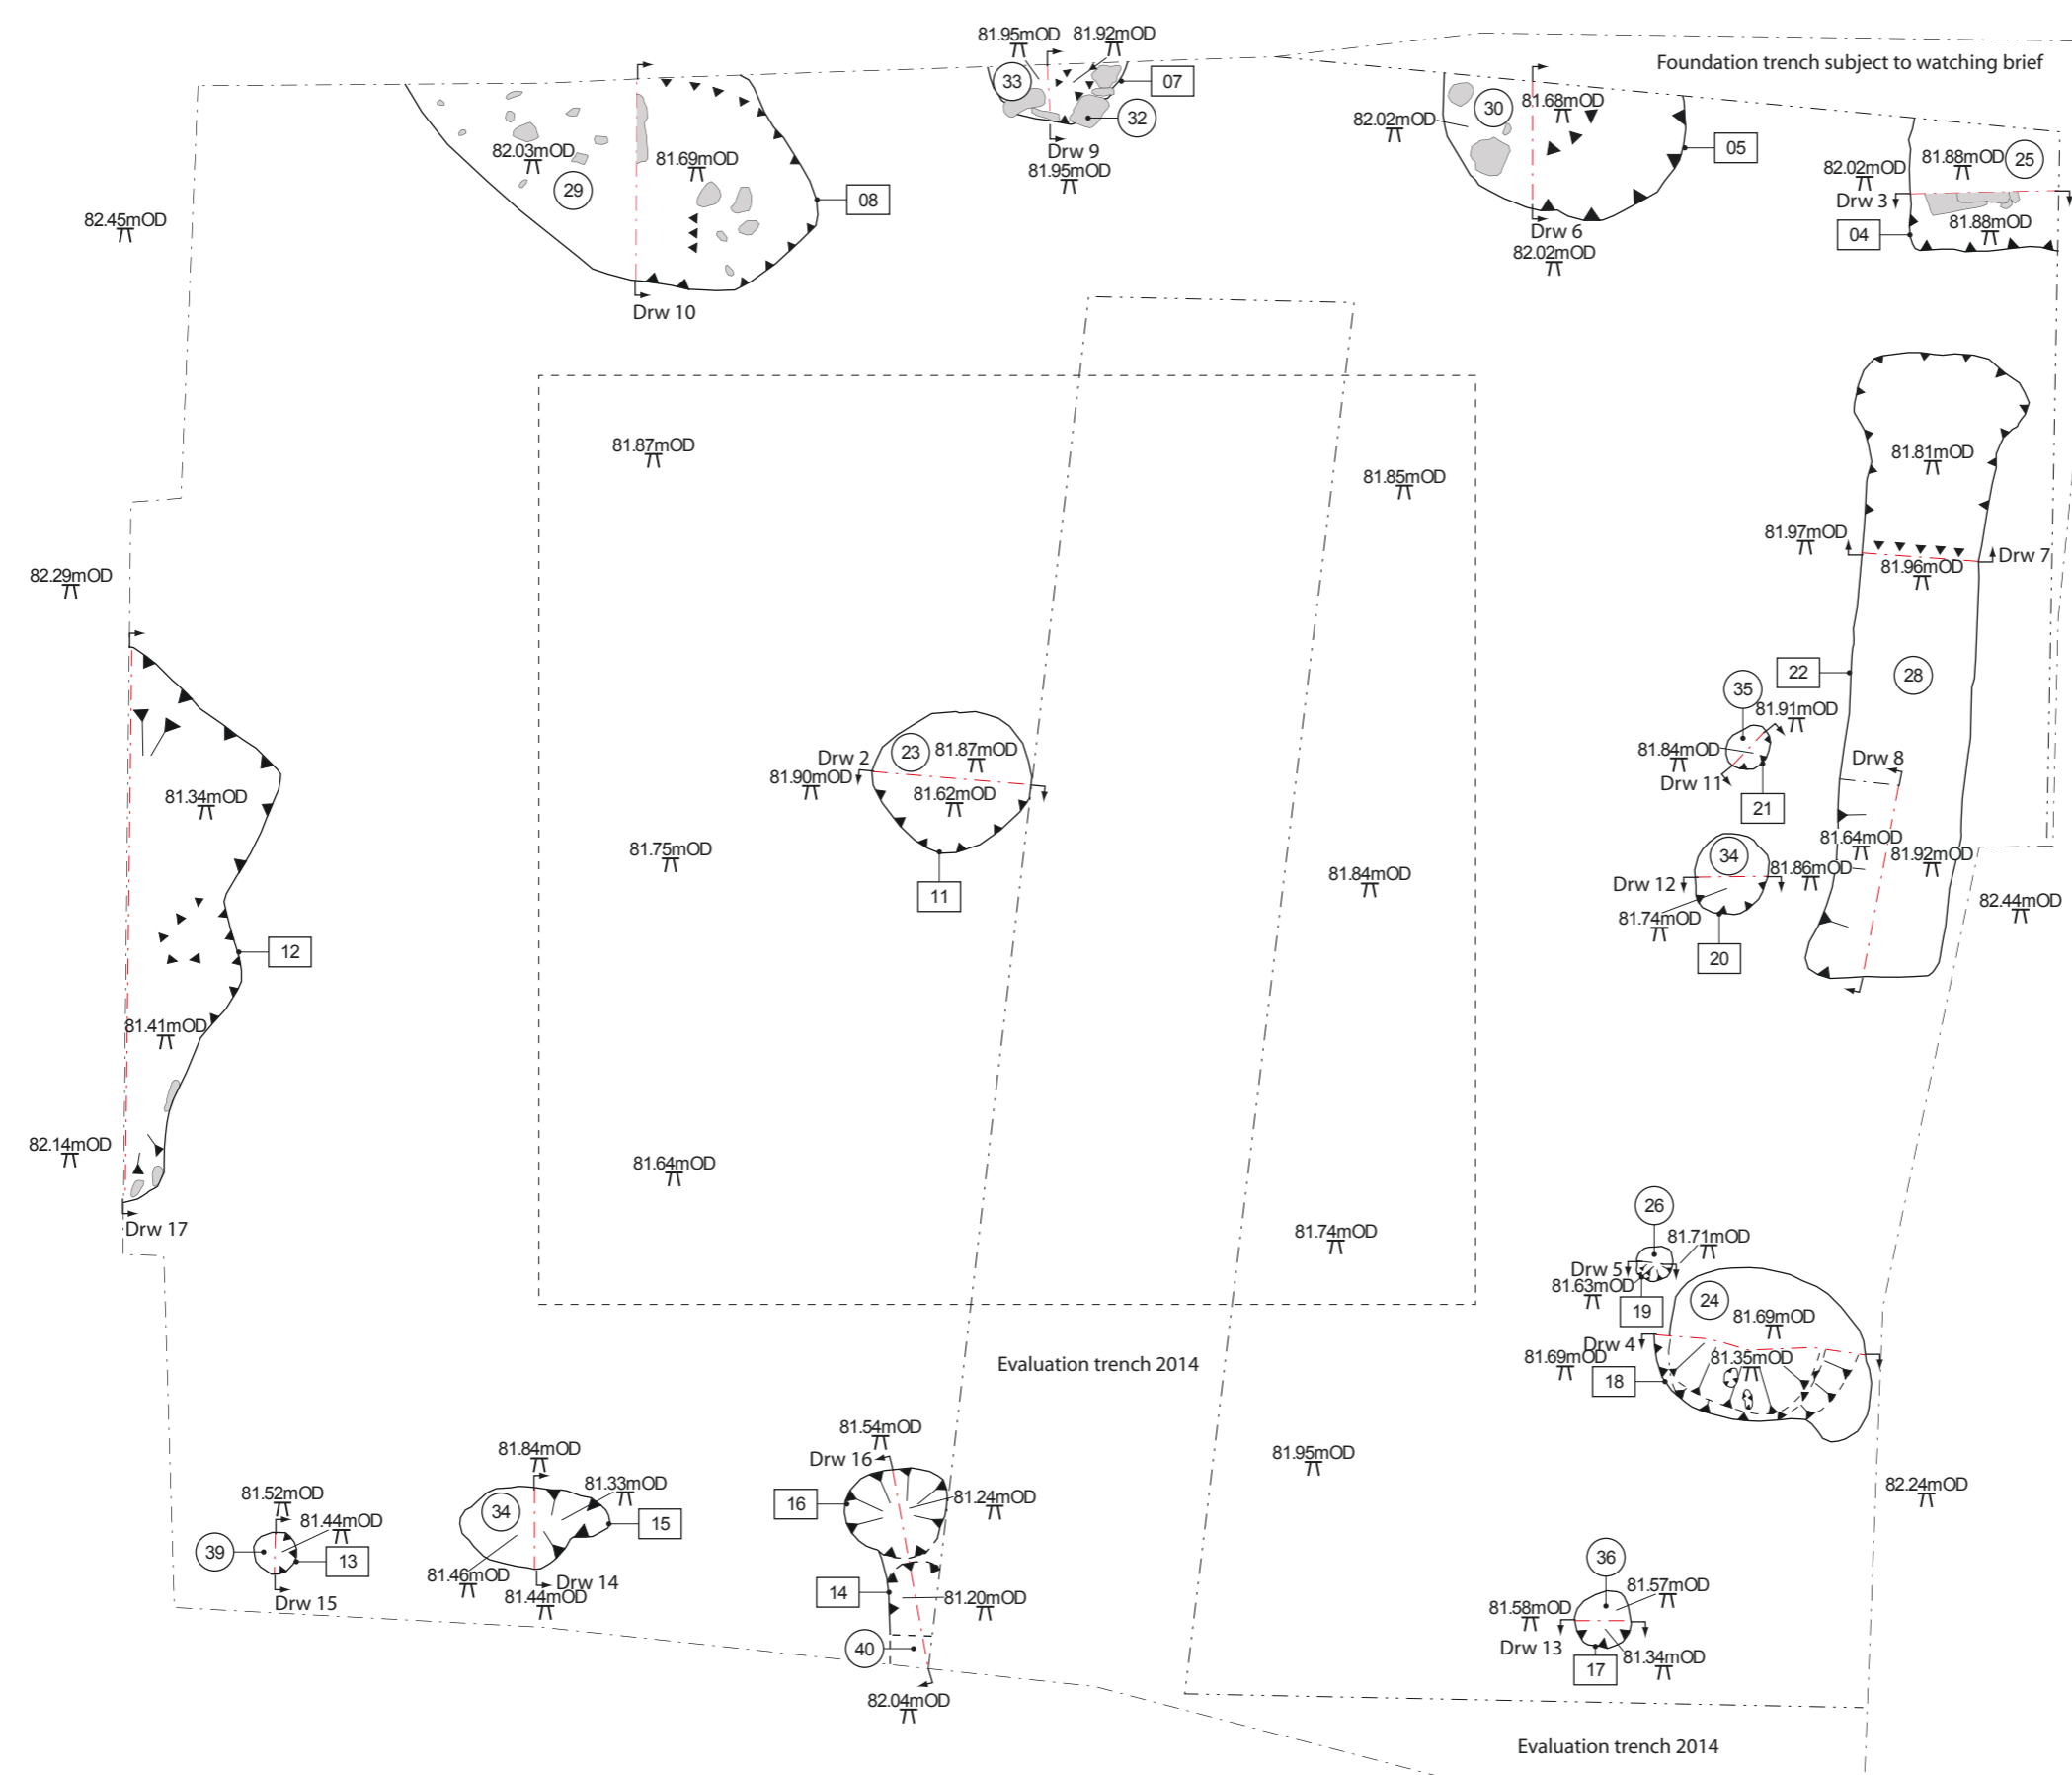 81.95mOD
81.92mOD
33
07
32
Drw 9
81.95mOD
Foundation trench subject to watching brief
30
81.68mOD
82.02mOD
05
Drw 6
82.02mOD
82.02mOD
81.88mOD
25
Drw 3
81.88mOD
04
82.03mOD
29
81.69mOD
08
82.45mOD
Drw 10
81.87mOD
81.85mOD
81.81mOD
81.97mOD
Drw 7
81.96mOD
82.29mOD
22
28
35
81.91mOD
81.84mOD
Drw 11
21
Drw 8
Drw 2
23
81.87mOD
81.90mOD
81.62mOD
11
81.34mOD
81.75mOD
81.84mOD
34
Drw 12
81.86mOD
81.64mOD
81.92mOD
81.74mOD
20
82.44mOD
12
81.41mOD
82.14mOD
Drw 17
81.64mOD
81.74mOD
26
81.71mOD
Drw 5
81.63mOD
19
24
81.69mOD
Drw 4
81.69mOD
81.35mOD
18
Evaluation trench 2014
81.54mOD
Drw 16
16
81.24mOD
81.95mOD
82.24mOD
81.84mOD
81.33mOD
34
15
81.46mOD
Drw 14
81.44mOD
81.52mOD
81.44mOD
39
13
Drw 15
14
81.20mOD
40
82.04mOD
36
81.57mOD
81.58mOD
Drw 13
81.34mOD
17
Evaluation trench 2014